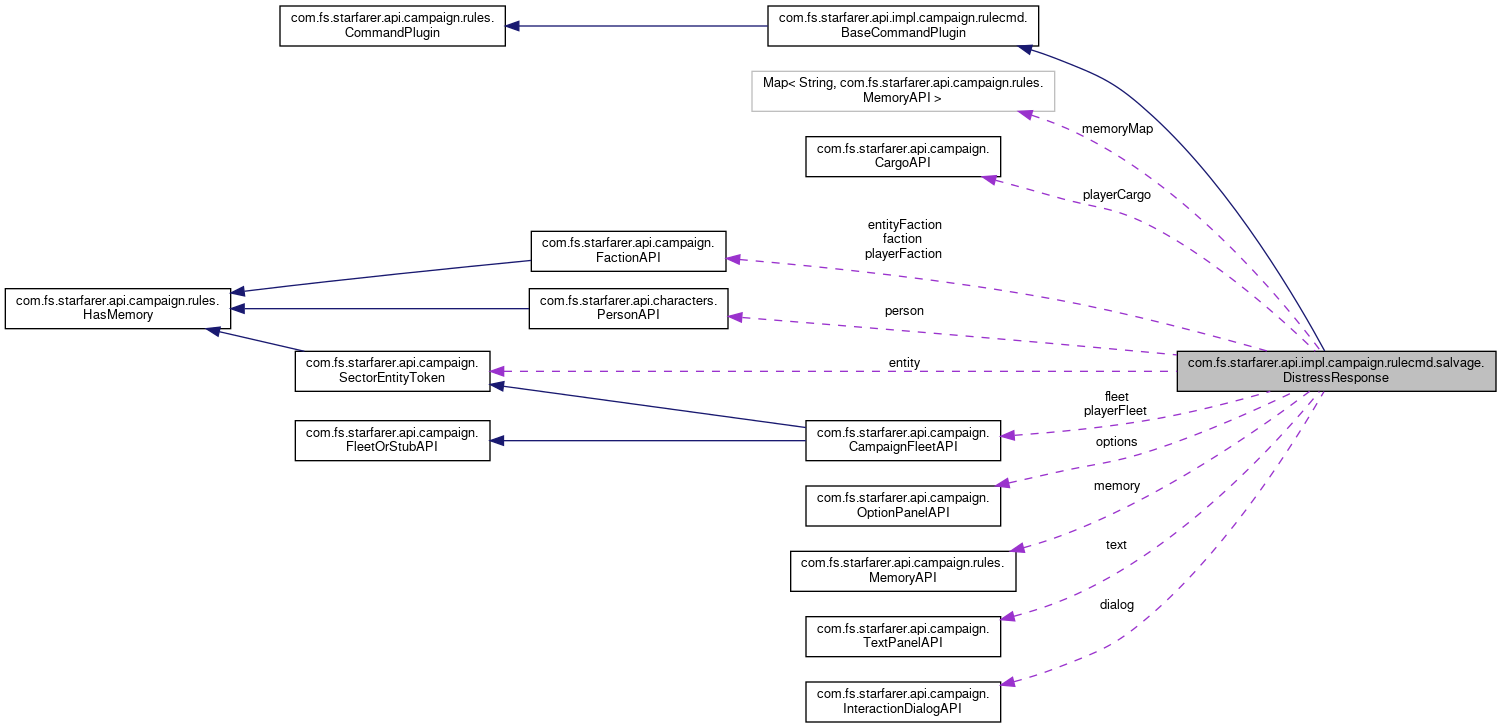 com.fs.starfarer.api.campaign.rules.
CommandPlugin
com.fs.starfarer.api.impl.campaign.rulecmd.
BaseCommandPlugin
Map< String, com.fs.starfarer.api.campaign.rules.
MemoryAPI >
memoryMap
com.fs.starfarer.api.campaign.
CargoAPI
playerCargo
entityFaction
faction
playerFaction
com.fs.starfarer.api.campaign.
FactionAPI
com.fs.starfarer.api.campaign.rules.
HasMemory
com.fs.starfarer.api.characters.
PersonAPI
person
com.fs.starfarer.api.campaign.
SectorEntityToken
entity
com.fs.starfarer.api.impl.campaign.rulecmd.salvage.
DistressResponse
fleet
playerFleet
com.fs.starfarer.api.campaign.
FleetOrStubAPI
com.fs.starfarer.api.campaign.
CampaignFleetAPI
options
com.fs.starfarer.api.campaign.
OptionPanelAPI
memory
com.fs.starfarer.api.campaign.rules.
MemoryAPI
text
com.fs.starfarer.api.campaign.
TextPanelAPI
dialog
com.fs.starfarer.api.campaign.
InteractionDialogAPI